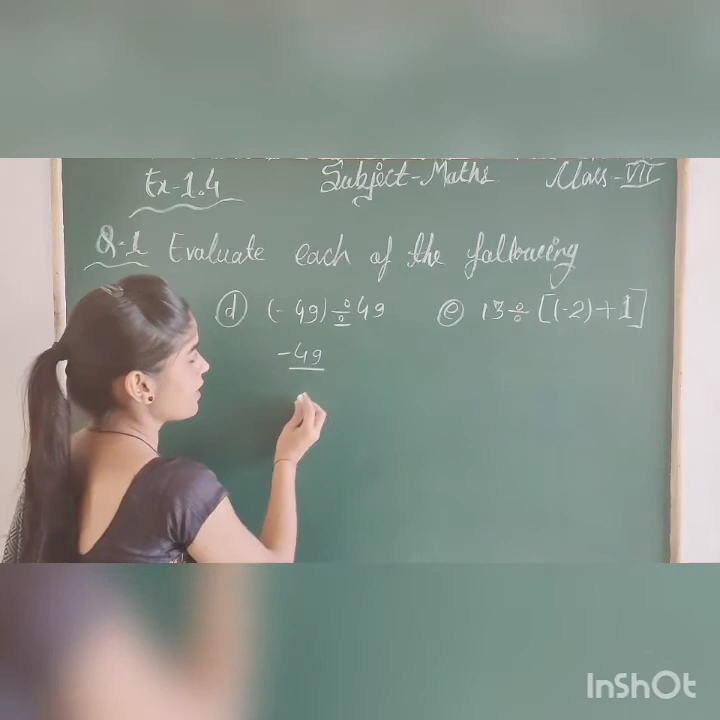 Ex-1.4 Subject-Maths Class-VII
Q-1 Evaluate each of the following
(d) (-49) ÷ 49 (e) 13 ÷ [(-2)+1]
-49
InShOt